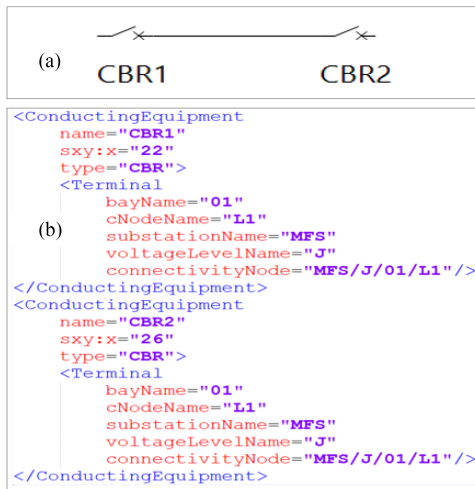 (a)
CBR1 CBR2
<ConductingEquipment
name="CBR1"
sxy:x="22"
type="CBR">
<Terminal
(b) bayName="01"
cNodeName="L1"
substationName="MFS"
voltageLevelName="J"
connectivityNode="MFS/J/01/L1"/>
</ConductingEquipment>
<ConductingEquipment
name="CBR2"
sxy:x="26"
type="CBR">
<Terminal
bayName="01"
cNodeName="L1"
substationName="MFS"
voltageLevelName="J"
connectivityNode="MFS/J/01/L1"/>
</ConductingEquipment>